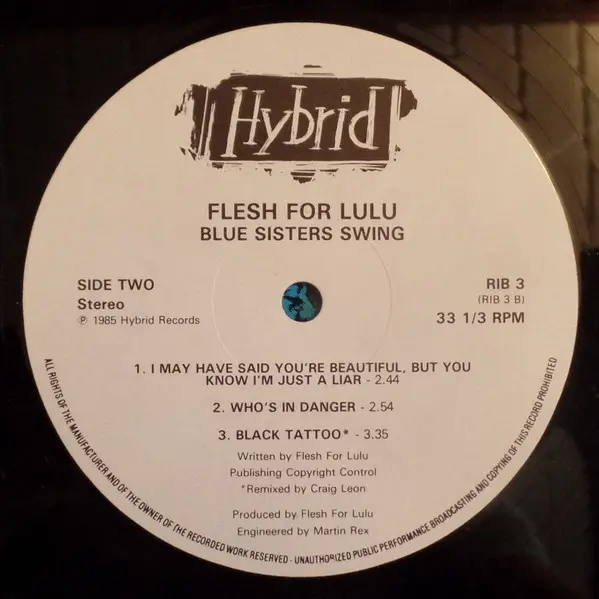 Hybrid
FLESH FOR LULU
BLUE SISTERS SWING
SIDE TWO
Stereo
℗ 1985 Hybrid Records
RIB 3
(RIB 3 B)
33 1/3 RPM
1. I MAY HAVE SAID YOU'RE BEAUTIFUL, BUT YOU
KNOW I'M JUST A LIAR - 2.44
2. WHO'S IN DANGER - 2.54
3. BLACK TATTOO* - 3.35
Written by Flesh For Lulu
Publishing Copyright Control
*Remixed by Craig Leon
Produced by Flesh For Lulu
Engineered by Martin Rex
ALL RIGHTS OF THE MANUFACTURER AND OF THE OWNER OF THE RECORDED WORK RESERVED - UNAUTHORIZED PUBLIC PERFORMANCE BROADCASTING AND COPYING OF THIS RECORD PROHIBITED